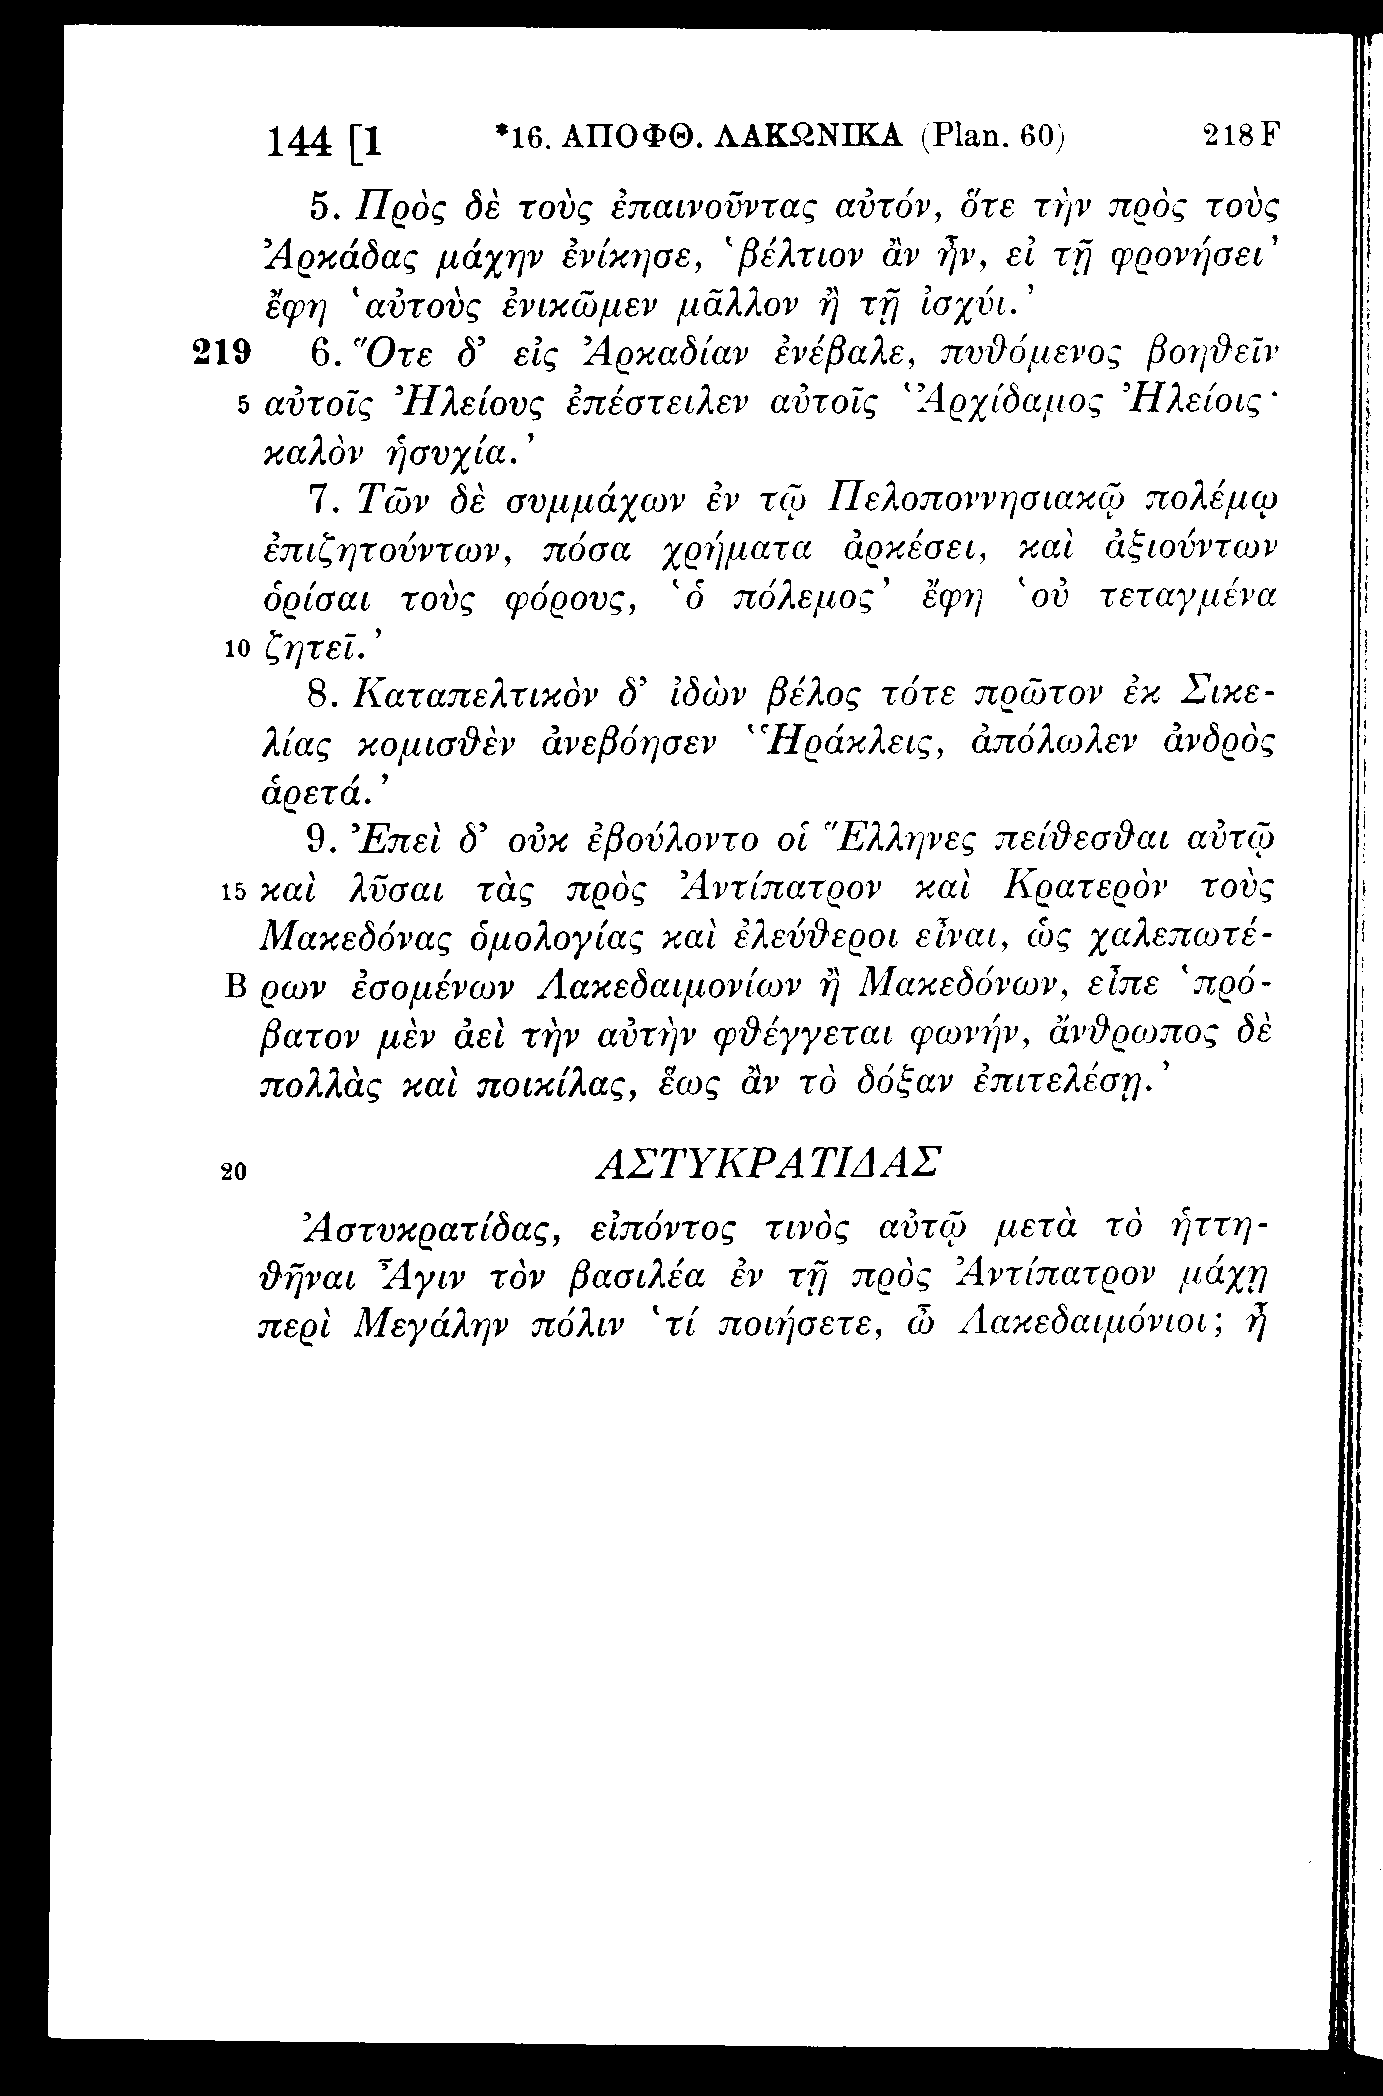 144 [1 *16. ΑΠΟΦΘ. ΛΑΚΩΝΙΚΑ (Plan. 60) 218 F
5. Πρὸς δὲ τοὺς ἐπαινοῦντας αὐτόν, ὅτε τὴν πρὸς τοὺς
Ἀρκάδας μάχην ἐνίκησε, ‘βέλτιον ἂν ἦν, εἰ τῇ φρονήσει’
ἔφη ‘αὐτοὺς ἐνικῶμεν μᾶλλον ἢ τῇ ἰσχύι.’
219 6. Ὅτε δ’ εἰς Ἀρκαδίαν ἐνέβαλε, πυθόμενος βοηθεῖν
5 αὐτοῖς Ἠλείους ἐπέστειλεν αὐτοῖς ‘Ἀρχίδαμος Ἠλείοις·
καλὸν ἡσυχία.’
7. Τῶν δὲ συμμάχων ἐν τῷ Πελοποννησιακῷ πολέμῳ
ἐπιζητούντων, πόσα χρήματα ἀρκέσει, καὶ ἀξιούντων
ὁρίσαι τοὺς φόρους, ‘ὁ πόλεμος’ ἔφη ‘οὐ τεταγμένα
10 ζητεῖ.’
8. Καταπελτικὸν δ’ ἰδὼν βέλος τότε πρῶτον ἐκ Σικε-
λίας κομισθὲν ἀνεβόησεν ‘Ἡράκλεις, ἀπόλωλεν ἀνδρὸς
ἀρετά.’
9. Ἐπεὶ δ’ οὐκ ἐβούλοντο οἱ Ἕλληνες πείθεσθαι αὐτῷ
15 καὶ λῦσαι τὰς πρὸς Ἀντίπατρον καὶ Κρατερὸν τοὺς
Μακεδόνας ὁμολογίας καὶ ἐλεύθεροι εἶναι, ὡς χαλεπωτέ-
B ρων ἐσομένων Λακεδαιμονίων ἢ Μακεδόνων, εἶπε ‘πρό-
βατον μὲν ἀεὶ τὴν αὐτὴν φθέγγεται φωνήν, ἄνθρωπος δὲ
πολλὰς καὶ ποικίλας, ἕως ἂν τὸ δόξαν ἐπιτελέσῃ.’
20 ΑΣΤΥΚΡΑΤΙΔΑΣ
Ἀστυκρατίδας, εἰπόντος τινὸς αὐτῷ μετὰ τὸ ἡττη-
θῆναι Ἆγιν τὸν βασιλέα ἐν τῇ πρὸς Ἀντίπατρον μάχῃ
περὶ Μεγάλην πόλιν ‘τί ποιήσετε, ὦ Λακεδαιμόνιοι; ἦ